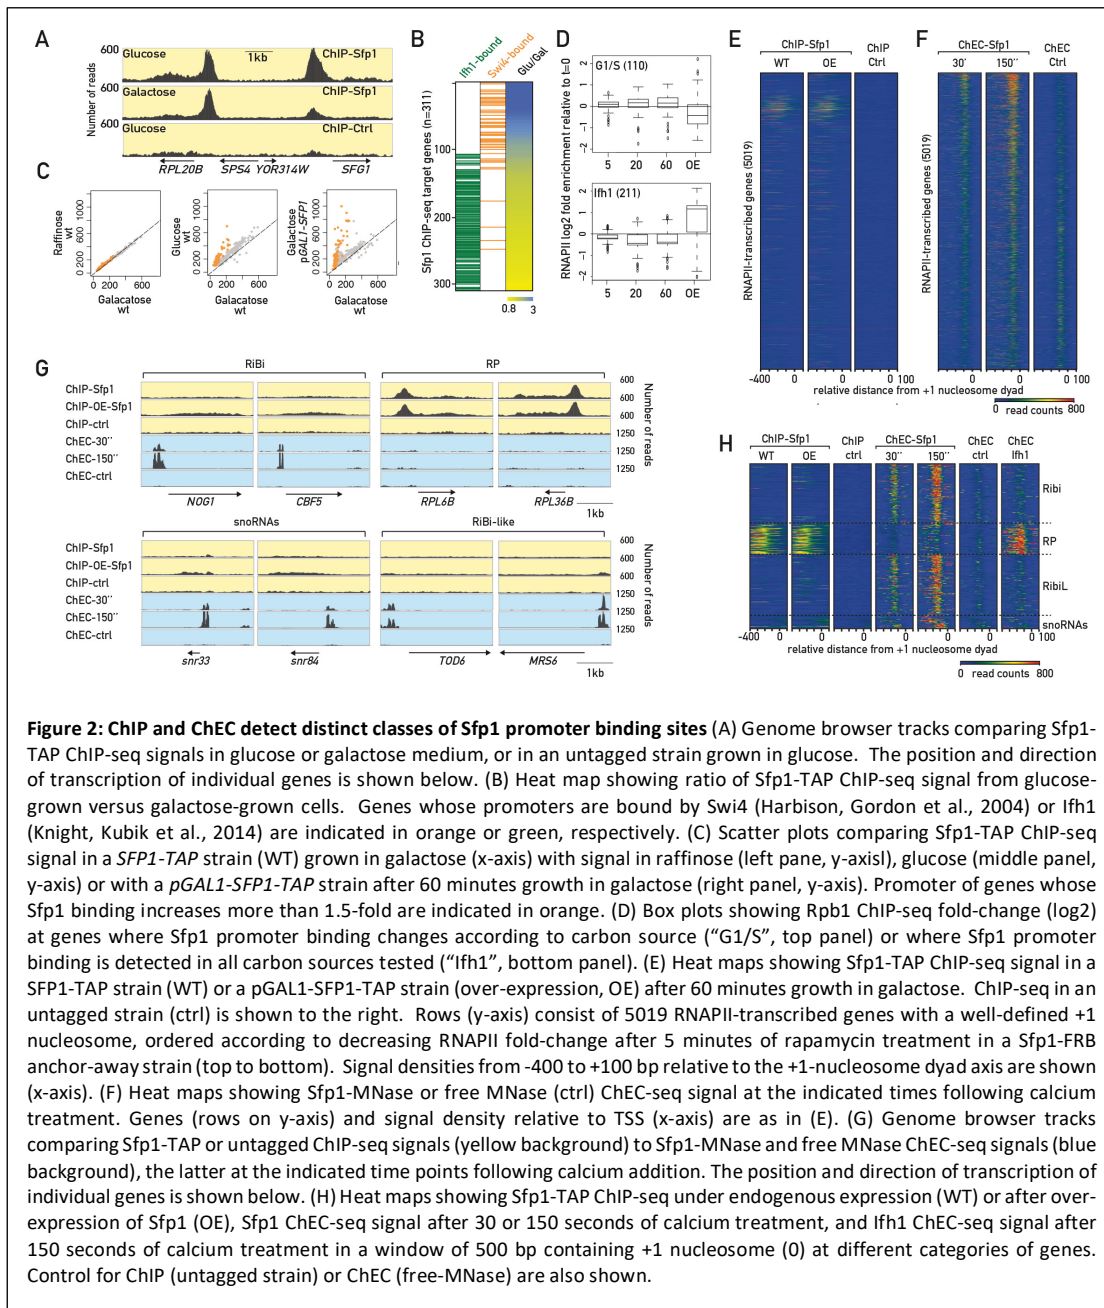 A
B
D
E
F
Glucose
ChIP-Sfp1
1kb
Galactose
ChIP-Sfp1
Glucose
ChIP-Ctrl
600
600
600
Number of reads
RPL20B
SPS4
YOR314W
SFG1
C
Raffinose
wt
Glucose
wt
Galactose
pGAL1-SFP1
200 600 1000
200 600 1000
200 600 1000
0 200 600
0 200 600
0 200 600
Galacatose
wt
Galacatose
wt
Galacatose
wt
Ifh1-bound
Swi4-bound
Glu/Gal
Sfp1 ChIP-seq target genes (n=311)
100
200
300
0.8
3
RNAPII log2 fold enrichment relative to t=0
G1/S (110)
2
1
0
-1
-2
5 20 60 OE
Ifh1 (211)
2
1
0
-1
-2
5 20 60 OE
ChIP-Sfp1
WT OE
ChIP
Ctrl
RNAPII-transcribed genes (5019)
ChEC-Sfp1
30' 150''
ChEC
Ctrl
RNAPII-transcribed genes (5019)
-400 0
0 100
relative distance from +1 nucleosome dyad
0 read counts 800
G
RiBi
RP
ChIP-Sfp1
ChIP-OE-Sfp1
ChIP-ctrl
ChEC-30''
ChEC-150''
ChEC-ctrl
600
600
1250
1250
Number of reads
NOG1
CBF5
RPL6B
RPL36B
1kb
snoRNAs
RiBi-like
ChIP-Sfp1
ChIP-OE-Sfp1
ChIP-ctrl
ChEC-30''
ChEC-150''
ChEC-ctrl
600
600
1250
1250
Number of reads
snr33
snr84
TOD6
MRS6
1kb
H
ChIP-Sfp1
WT OE
ChIP
ctrl
ChEC-Sfp1
30'' 150''
ChEC
ctrl
ChEC
Ifh1
Ribi
RP
RibiL
snoRNAs
-400 0
0 100
relative distance from +1 nucleosome dyad
0 read counts 800
Figure 2: ChIP and ChEC detect distinct classes of Sfp1 promoter binding sites (A) Genome browser tracks comparing Sfp1-
TAP ChIP-seq signals in glucose or galactose medium, or in an untagged strain grown in glucose. The position and direction
of transcription of individual genes is shown below. (B) Heat map showing ratio of Sfp1-TAP ChIP-seq signal from glucose-
grown versus galactose-grown cells. Genes whose promoters are bound by Swi4 (Harbison, Gordon et al., 2004) or Ifh1
(Knight, Kubik et al., 2014) are indicated in orange or green, respectively. (C) Scatter plots comparing Sfp1-TAP ChIP-seq
signal in a SFP1-TAP strain (WT) grown in galactose (x-axis) with signal in raffinose (left pane, y-axisl), glucose (middle panel,
y-axis) or with a pGAL1-SFP1-TAP strain after 60 minutes growth in galactose (right panel, y-axis). Promoter of genes whose
Sfp1 binding increases more than 1.5-fold are indicated in orange. (D) Box plots showing Rpb1 ChIP-seq fold-change (log2)
at genes where Sfp1 promoter binding changes according to carbon source (“G1/S”, top panel) or where Sfp1 promoter
binding is detected in all carbon sources tested (“Ifh1”, bottom panel). (E) Heat maps showing Sfp1-TAP ChIP-seq signal in a
SFP1-TAP strain (WT) or a pGAL1-SFP1-TAP strain (over-expression, OE) after 60 minutes growth in galactose. ChIP-seq in an
untagged strain (ctrl) is shown to the right. Rows (y-axis) consist of 5019 RNAPII-transcribed genes with a well-defined +1
nucleosome, ordered according to decreasing RNAPII fold-change after 5 minutes of rapamycin treatment in a Sfp1-FRB
anchor-away strain (top to bottom). Signal densities from -400 to +100 bp relative to the +1-nucleosome dyad axis are shown
(x-axis). (F) Heat maps showing Sfp1-MNase or free MNase (ctrl) ChEC-seq signal at the indicated times following calcium
treatment. Genes (rows on y-axis) and signal density relative to TSS (x-axis) are as in (E). (G) Genome browser tracks
comparing Sfp1-TAP or untagged ChIP-seq signals (yellow background) to Sfp1-MNase and free MNase ChEC-seq signals (blue
background), the latter at the indicated time points following calcium addition. The position and direction of transcription of
individual genes is shown below. (H) Heat maps showing Sfp1-TAP ChIP-seq under endogenous expression (WT) or after over-
expression of Sfp1 (OE), Sfp1 ChEC-seq signal after 30 or 150 seconds of calcium treatment, and Ifh1 ChEC-seq signal after
150 seconds of calcium treatment in a window of 500 bp containing +1 nucleosome (0) at different categories of genes.
Control for ChIP (untagged strain) or ChEC (free-MNase) are also shown.